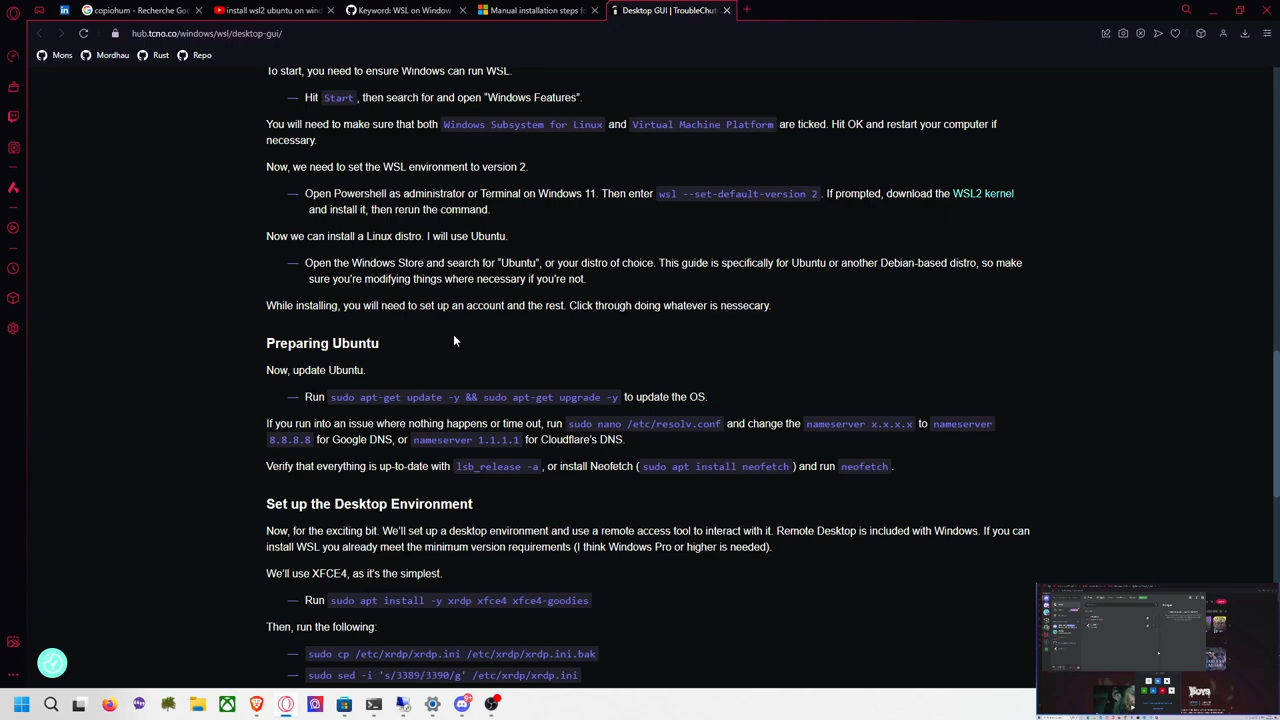 copiohum - Recherche Go
install wsl2 ubuntu on wind
Keyword: WSL on Window
Manual installation steps fo
Desktop GUI | TroubleChut
hub.tcno.co/windows/wsl/desktop-gui/
Mons
Mordhau
Rust
Repo
To start, you need to ensure Windows can run WSL.
— Hit Start, then search for and open "Windows Features".
You will need to make sure that both Windows Subsystem for Linux and Virtual Machine Platform are ticked. Hit OK and restart your computer if
necessary.
Now, we need to set the WSL environment to version 2.
— Open Powershell as administrator or Terminal on Windows 11. Then enter wsl --set-default-version 2. If prompted, download the WSL2 kernel
and install it, then rerun the command.
Now we can install a Linux distro. I will use Ubuntu.
— Open the Windows Store and search for "Ubuntu", or your distro of choice. This guide is specifically for Ubuntu or another Debian-based distro, so make
sure you're modifying things where necessary if you're not.
While installing, you will need to set up an account and the rest. Click through doing whatever is nessecary.
Preparing Ubuntu
Now, update Ubuntu.
— Run sudo apt-get update -y && sudo apt-get upgrade -y to update the OS.
If you run into an issue where nothing happens or time out, run sudo nano /etc/resolv.conf and change the nameserver x.x.x.x to nameserver
8.8.8.8 for Google DNS, or nameserver 1.1.1.1 for Cloudflare's DNS.
Verify that everything is up-to-date with lsb_release -a, or install Neofetch (sudo apt install neofetch) and run neofetch.
Set up the Desktop Environment
Now, for the exciting bit. We'll set up a desktop environment and use a remote access tool to interact with it. Remote Desktop is included with Windows. If you can
install WSL you already meet the minimum version requirements (I think Windows Pro or higher is needed).
We'll use XFCE4, as it's the simplest.
— Run sudo apt install -y xrdp xfce4 xfce4-goodies
Then, run the following:
— sudo cp /etc/xrdp/xrdp.ini /etc/xrdp/xrdp.ini.bak
— sudo sed -i 's/3389/3390/g' /etc/xrdp/xrdp.ini